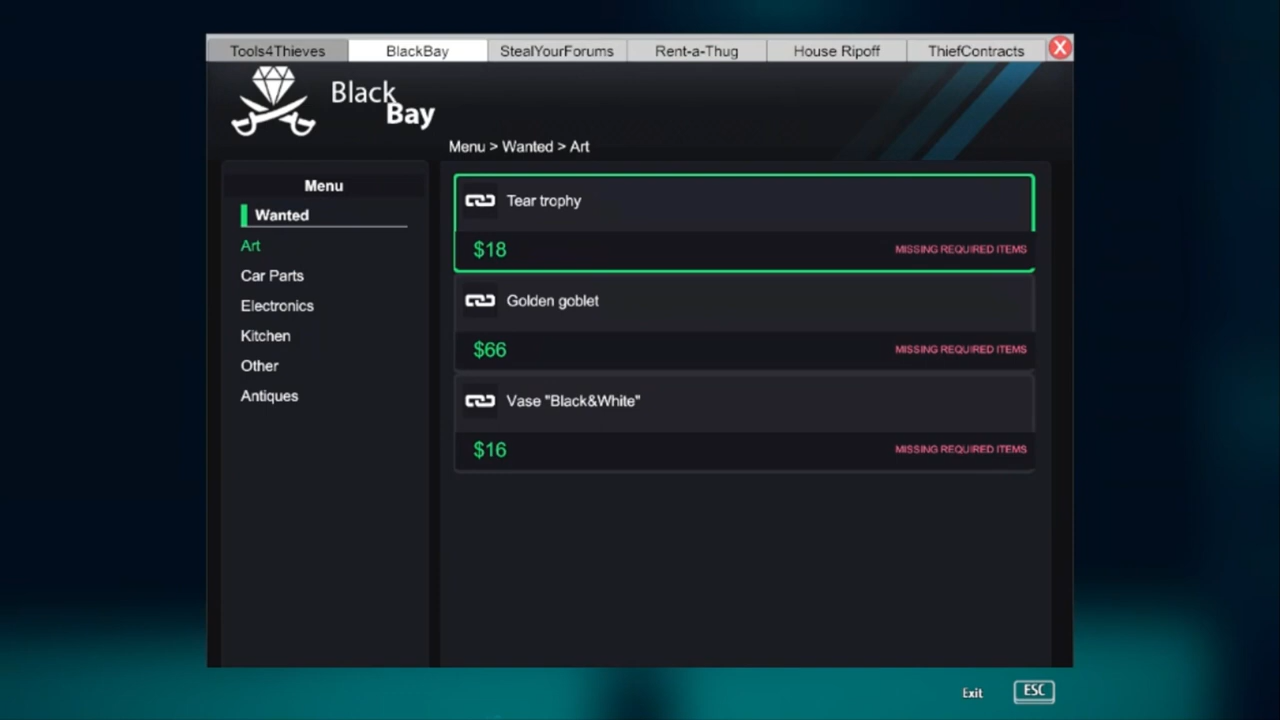 Tools4Thieves BlackBay StealYourForums Rent-a-Thug House Ripoff ThiefContracts X
Black
Bay
Menu > Wanted > Art
Menu
Wanted
Art
Car Parts
Electronics
Kitchen
Other
Antiques
Tear trophy
$18 MISSING REQUIRED ITEMS
Golden goblet
$66 MISSING REQUIRED ITEMS
Vase "Black&White"
$16 MISSING REQUIRED ITEMS
Exit ESC